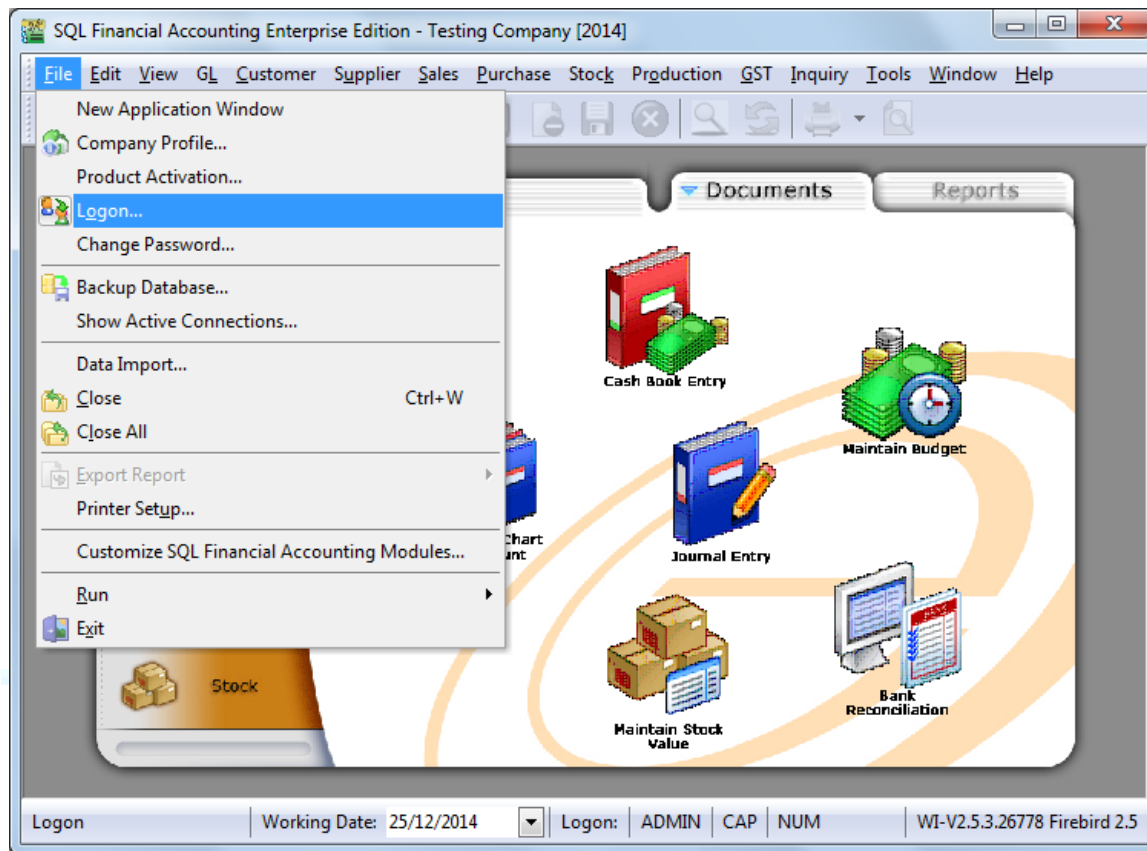 SQL Financial Accounting Enterprise Edition - Testing Company [2014]
File Edit View GL Customer Supplier Sales Purchase Stock Production GST Inquiry Tools Window Help
New Application Window
Company Profile...
Product Activation...
Logon...
Change Password...
Backup Database...
Show Active Connections...
Data Import...
Close Ctrl+W
Close All
Export Report
Printer Setup...
Customize SQL Financial Accounting Modules...
Run
Exit
Documents Reports
Cash Book Entry
Maintain Budget
Chart
Journal Entry
Stock
Maintain Stock
Value
Bank
Reconciliation
Logon Working Date: 25/12/2014 Logon: ADMIN CAP NUM WI-V2.5.3.26778 Firebird 2.5